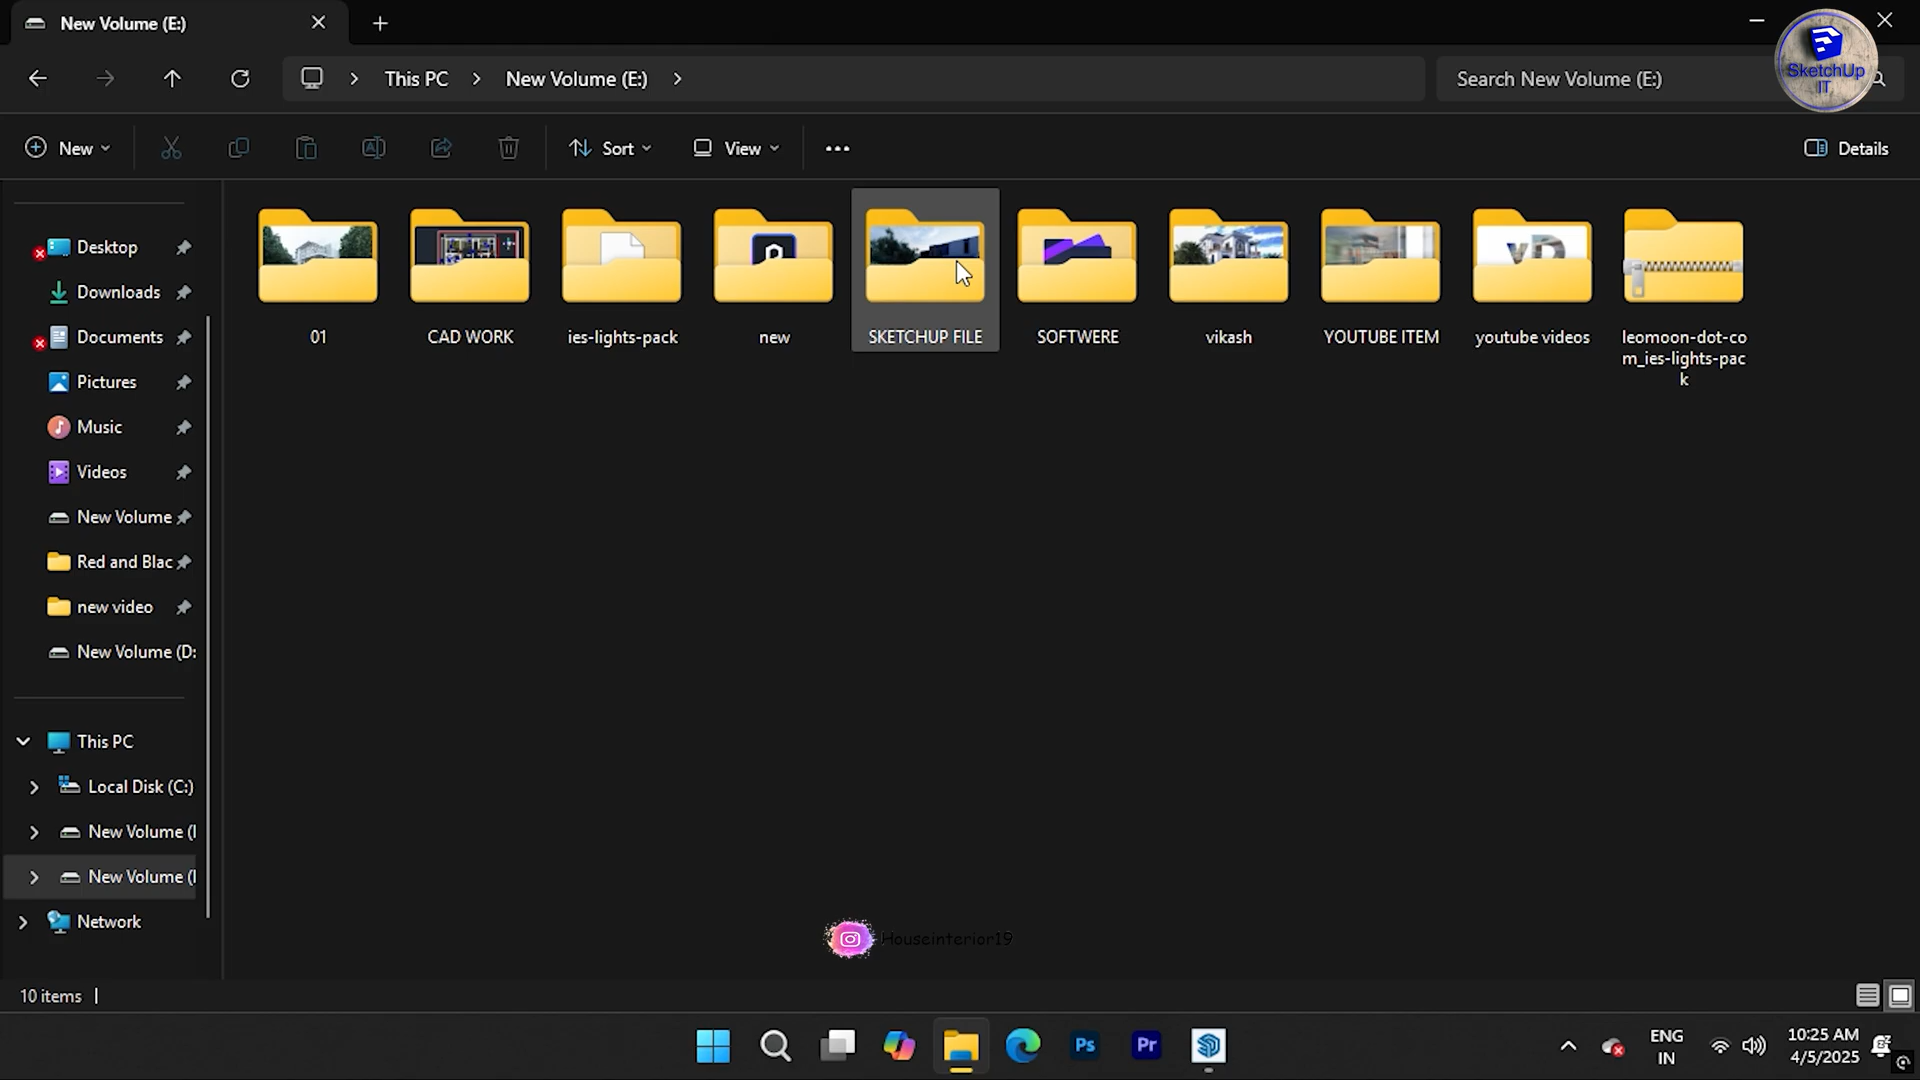 New Volume (E:)
SketchUp
IT
This PC
New Volume (E:)
Search New Volume (E:)
New
Sort
View
Details
Desktop
Downloads
Documents
Pictures
Music
Videos
New Volume
Red and Blac
new video
New Volume (D:
This PC
Local Disk (C:)
New Volume (
New Volume (
Network
01
CAD WORK
ies-lights-pack
new
SKETCHUP FILE
SOFTWERE
vikash
YOUTUBE ITEM
youtube videos
leomoon-dot-co
m_ies-lights-pac
k
Houseinterior19
10 items
Ps
Pr
ENG
IN
10:25 AM
4/5/2025